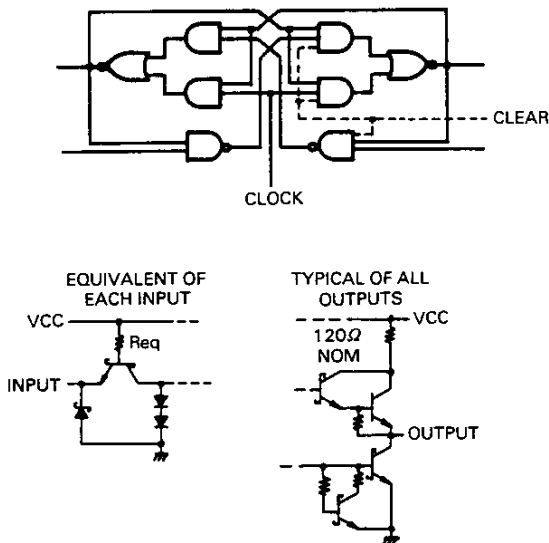 CLEAR
CLOCK
EQUIVALENT OF
EACH INPUT
VCC
Req
INPUT
TYPICAL OF ALL
OUTPUTS
VCC
120Ω
NOM
OUTPUT